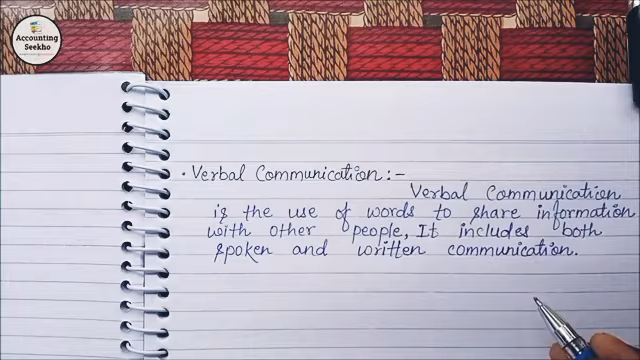 Accounting
Seekho
· Verbal Communication :-
Verbal Communication
is the use of words to share information
with other people, It includes both
spoken and written communication.